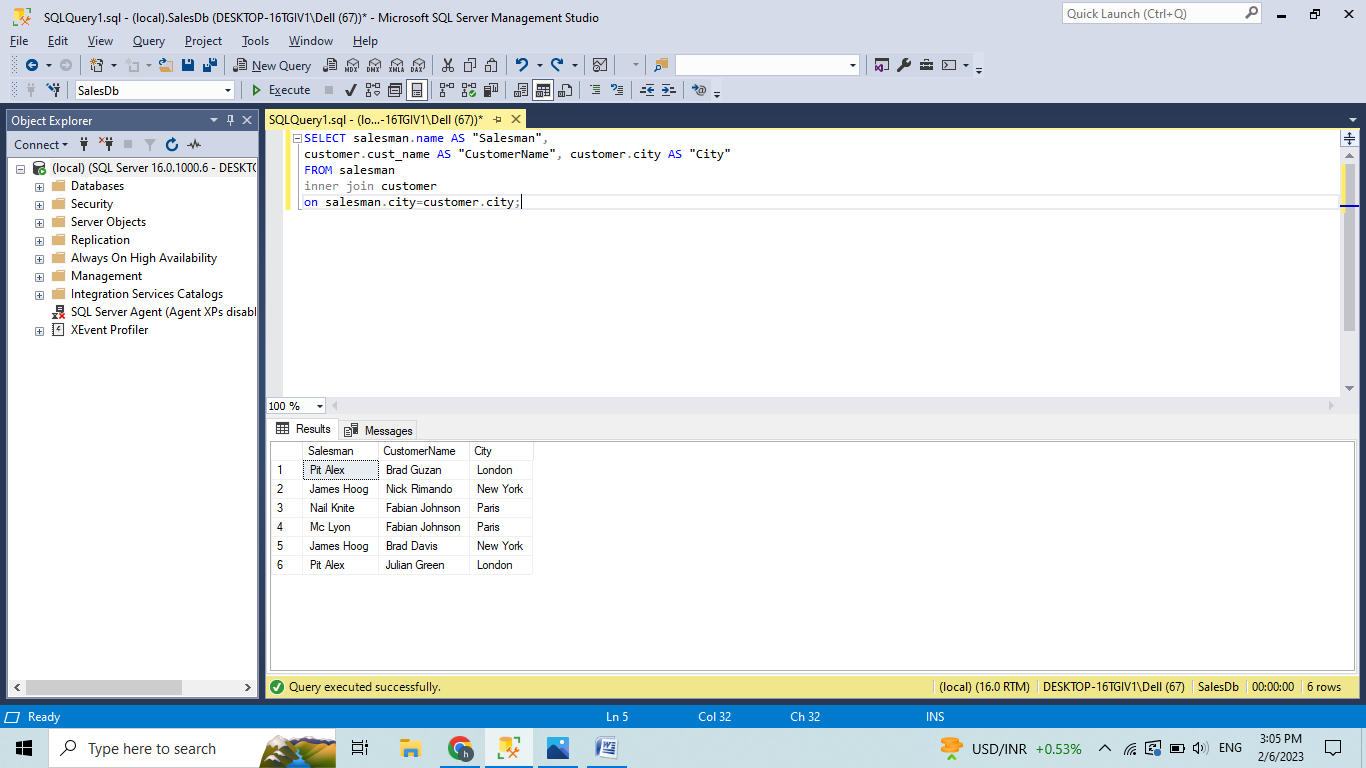 SQLQuery1.sql - (local).SalesDb (DESKTOP-16TGIV1\Dell (67))* - Microsoft SQL Server Management Studio
Quick Launch (Ctrl+Q)
File Edit View Query Project Tools Window Help
New Query MDX DMX XMLA DAX
SalesDb Execute
Object Explorer
Connect
(local) (SQL Server 16.0.1000.6 - DESKTO
Databases
Security
Server Objects
Replication
Always On High Availability
Management
Integration Services Catalogs
SQL Server Agent (Agent XPs disabl
XEvent Profiler
SQLQuery1.sql - (lo...-16TGIV1\Dell (67))*
SELECT salesman.name AS "Salesman",
customer.cust_name AS "CustomerName", customer.city AS "City"
FROM salesman
inner join customer
on salesman.city=customer.city;
100 %
Results Messages
Salesman CustomerName City
1 Pit Alex Brad Guzan London
2 James Hoog Nick Rimando New York
3 Nail Knite Fabian Johnson Paris
4 Mc Lyon Fabian Johnson Paris
5 James Hoog Brad Davis New York
6 Pit Alex Julian Green London
Query executed successfully. (local) (16.0 RTM) DESKTOP-16TGIV1\Dell (67) SalesDb 00:00:00 6 rows
Ready Ln 5 Col 32 Ch 32 INS
Type here to search
USD/INR +0.53% ENG
3:05 PM
2/6/2023